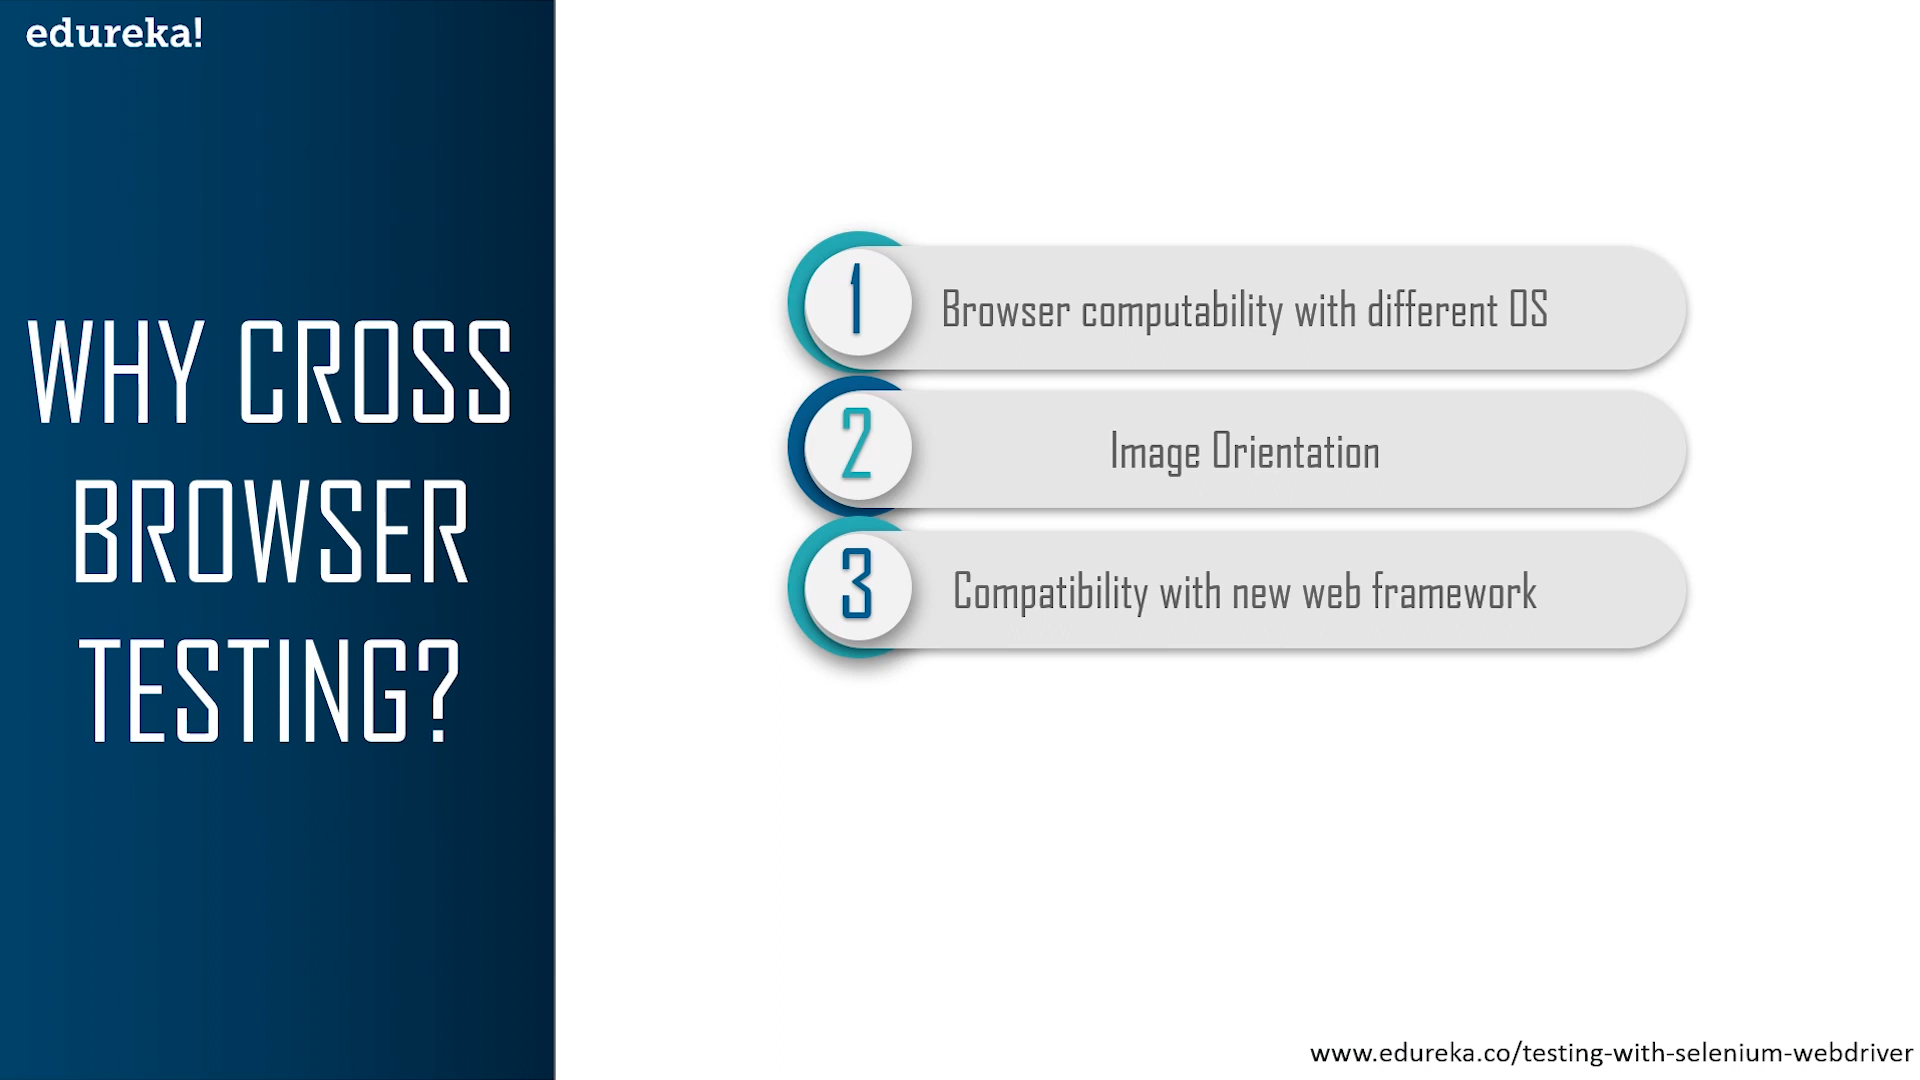 edureka!
WHY CROSS
BROWSER
TESTING?
1 Browser computability with different OS
2 Image Orientation
3 Compatibility with new web framework
www.edureka.co/testing-with-selenium-webdriver